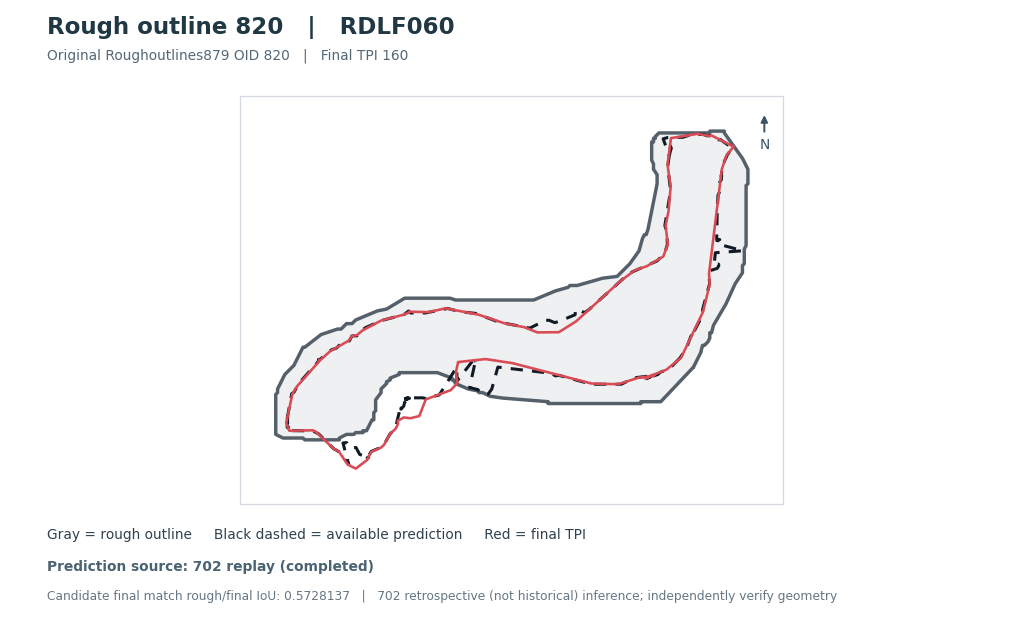 Rough outline 820   |   RDLF060
Original Roughoutlines879 OID 820   |   Final TPI 160
N
Gray = rough outline     Black dashed = available prediction     Red = final TPI
Prediction source: 702 replay (completed)
Candidate final match rough/final IoU: 0.5728137   |   702 retrospective (not historical) inference; independently verify geometry